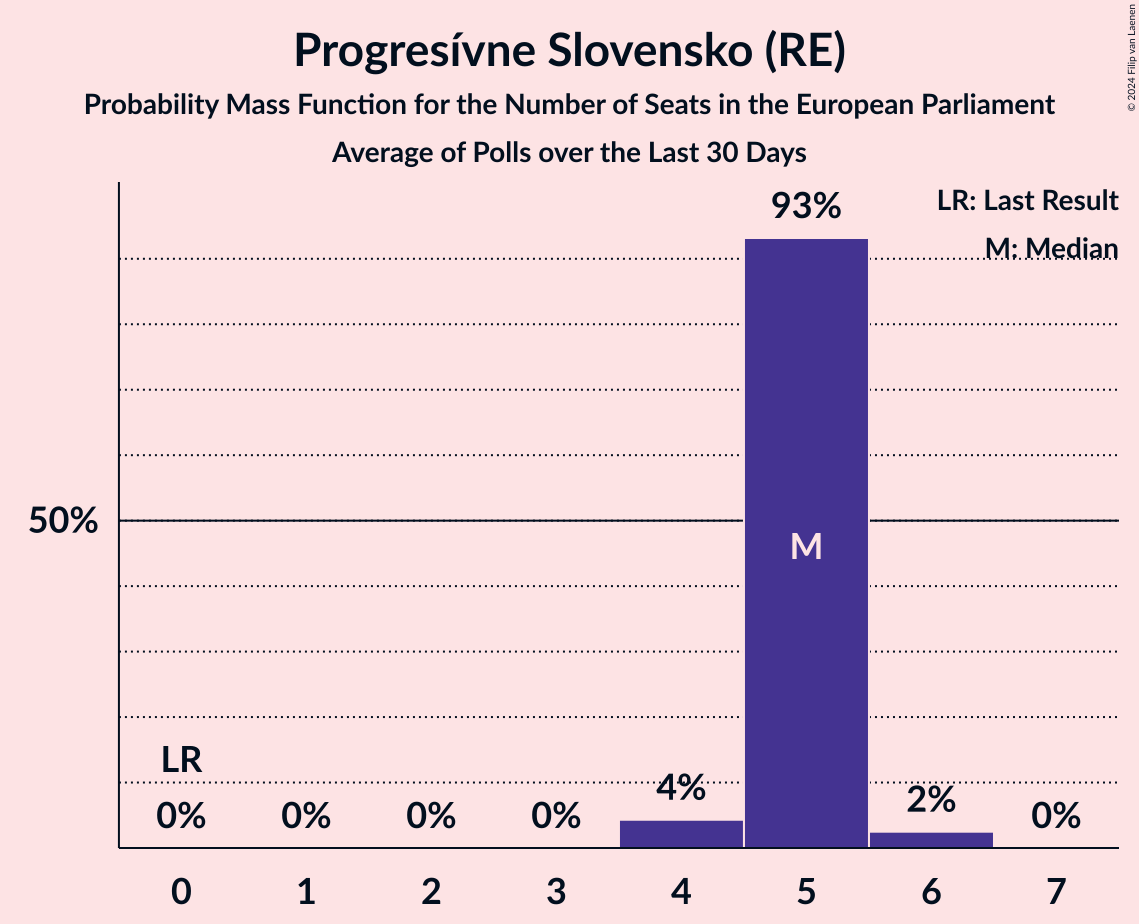 Progresívne Slovensko (RE)
Probability Mass Function for the Number of Seats in the European Parliament
Average of Polls over the Last 30 Days
© 2024 Filip van Laenen
LR: Last Result
M: Median
93%
50%
M
LR
0%
0%
0%
0%
4%
2%
0%
0 1 2 3 4 5 6 7